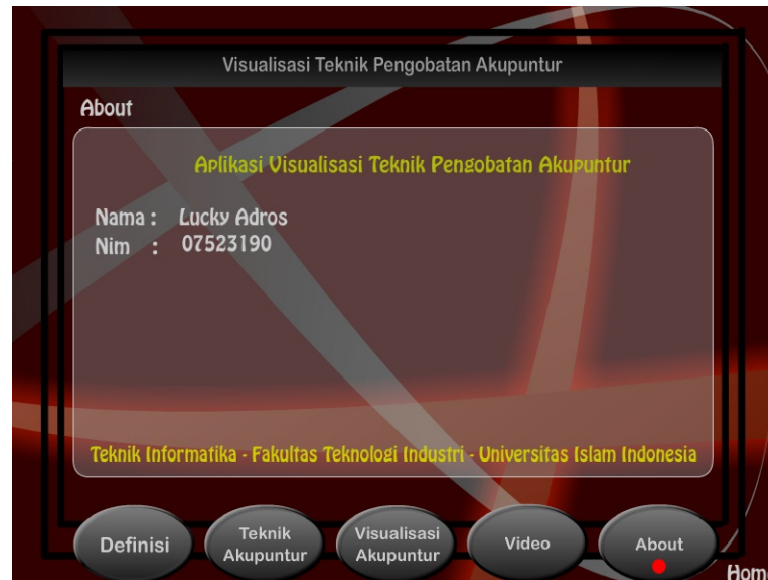 Visualisasi Teknik Pengobatan Akupuntur
About
Aplikasi Visualisasi Teknik Pengobatan Akupuntur
Nama : Lucky Adros
Nim : 07523190
Teknik Informatika - Fakultas Teknologi Industri - Universitas Islam Indonesia
Definisi
Teknik
Akupuntur
Visualisasi
Akupuntur
Video
About
Home